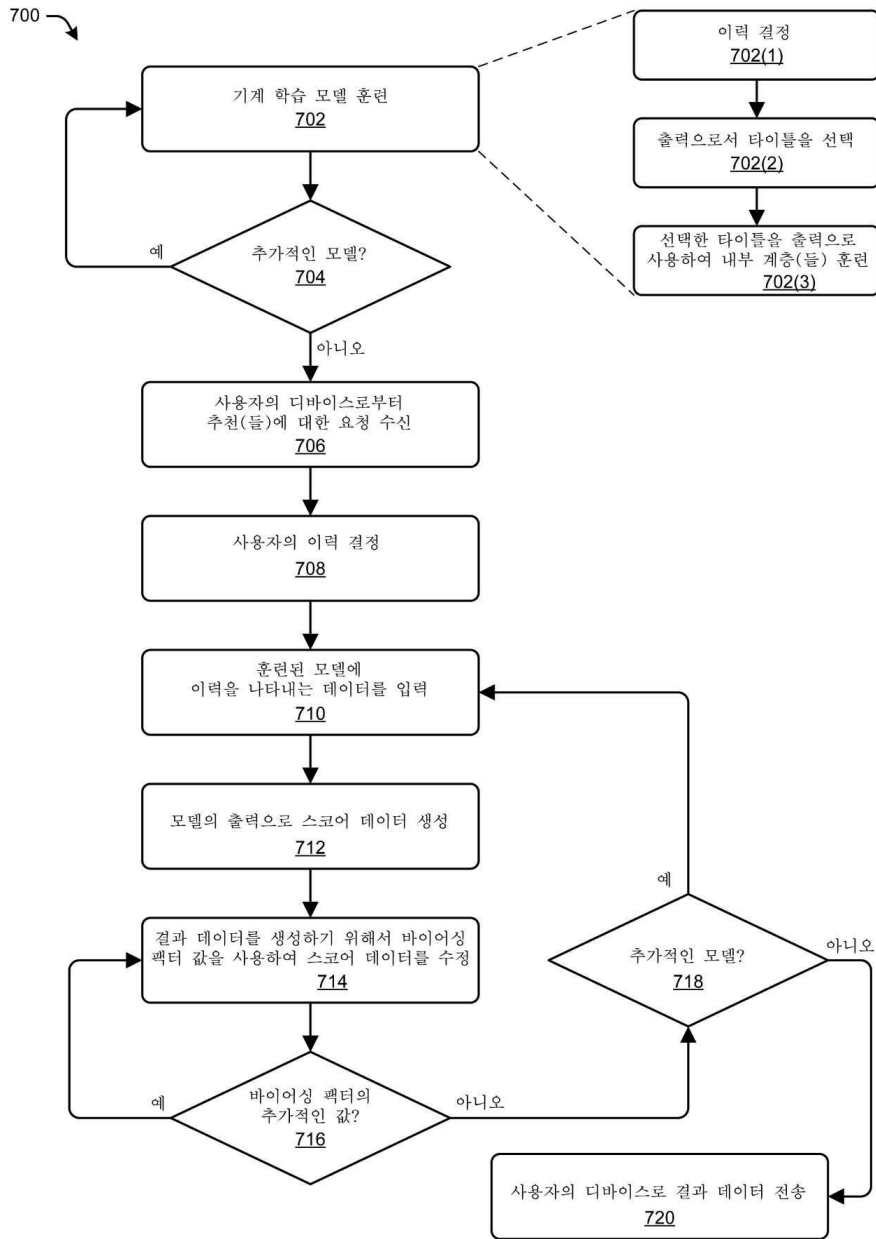 700
기계 학습 모델 훈련
702
이력 결정
702(1)
출력으로서 타이틀을 선택
702(2)
선택한 타이틀을 출력으로
사용하여 내부 계층(들) 훈련
702(3)
추가적인 모델?
704
예
아니오
사용자의 디바이스로부터
추천(들)에 대한 요청 수신
706
사용자의 이력 결정
708
훈련된 모델에
이력을 나타내는 데이터를 입력
710
모델의 출력으로 스코어 데이터 생성
712
결과 데이터를 생성하기 위해서 바이어싱
팩터 값을 사용하여 스코어 데이터를 수정
714
바이어싱 팩터의
추가적인 값?
716
예
아니오
추가적인 모델?
718
예
아니오
사용자의 디바이스로 결과 데이터 전송
720